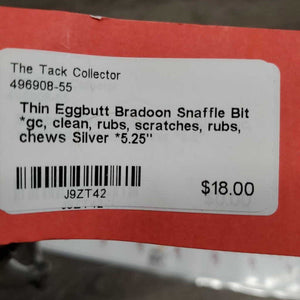 The Tack Collector
496908-55
Thin Eggbutt Bradoon Snaffle Bit
*gc, clean, rubs, scratches, rubs,
chews Silver *5.25"
J9ZT42
$18.00